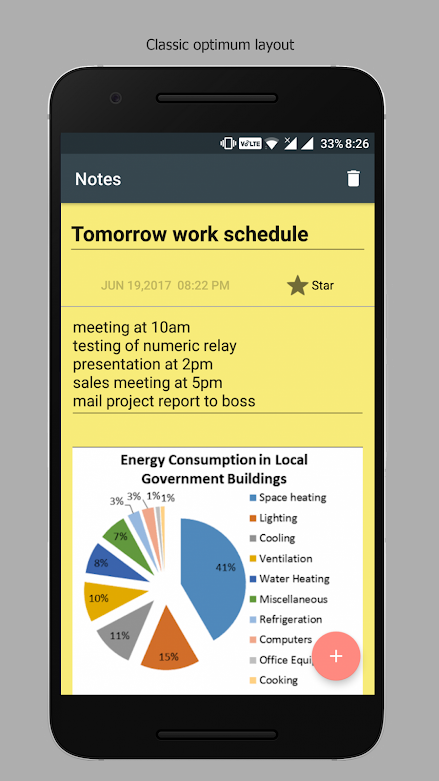 Classic optimum layout
VoLTE 33% 8:26
Notes
Tomorrow work schedule
JUN 19,2017 08:22 PM Star
meeting at 10am
testing of numeric relay
presentation at 2pm
sales meeting at 5pm
mail project report to boss
Energy Consumption in Local
Government Buildings
3% 3% 1% 1%
7%
8%
10%
11%
15%
41%
Space heating
Lighting
Cooling
Ventilation
Water Heating
Miscellaneous
Refrigeration
Computers
Office
Cooking
+